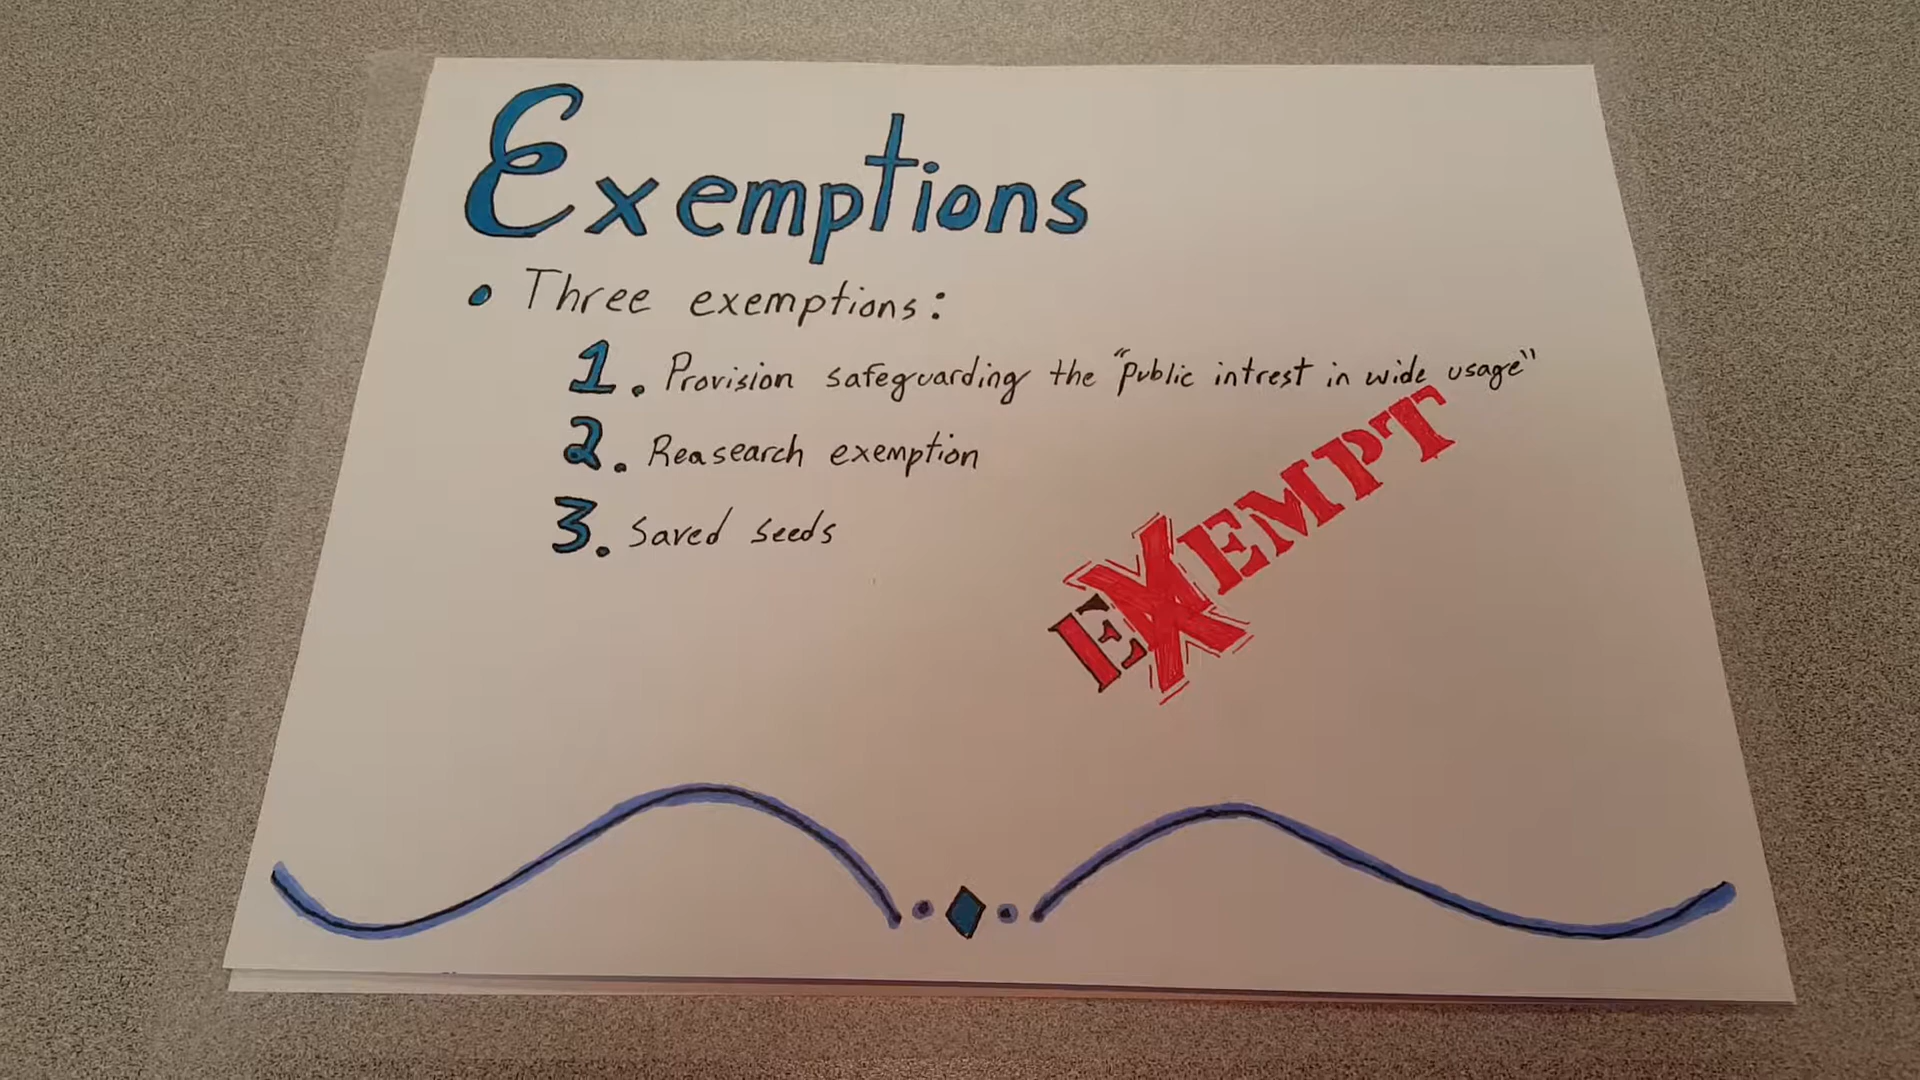 Exemptions
• Three exemptions:
1. Provision safeguarding the "public intrest in wide usage"
2. Reasearch exemption
3. Saved seeds
EXEMPT